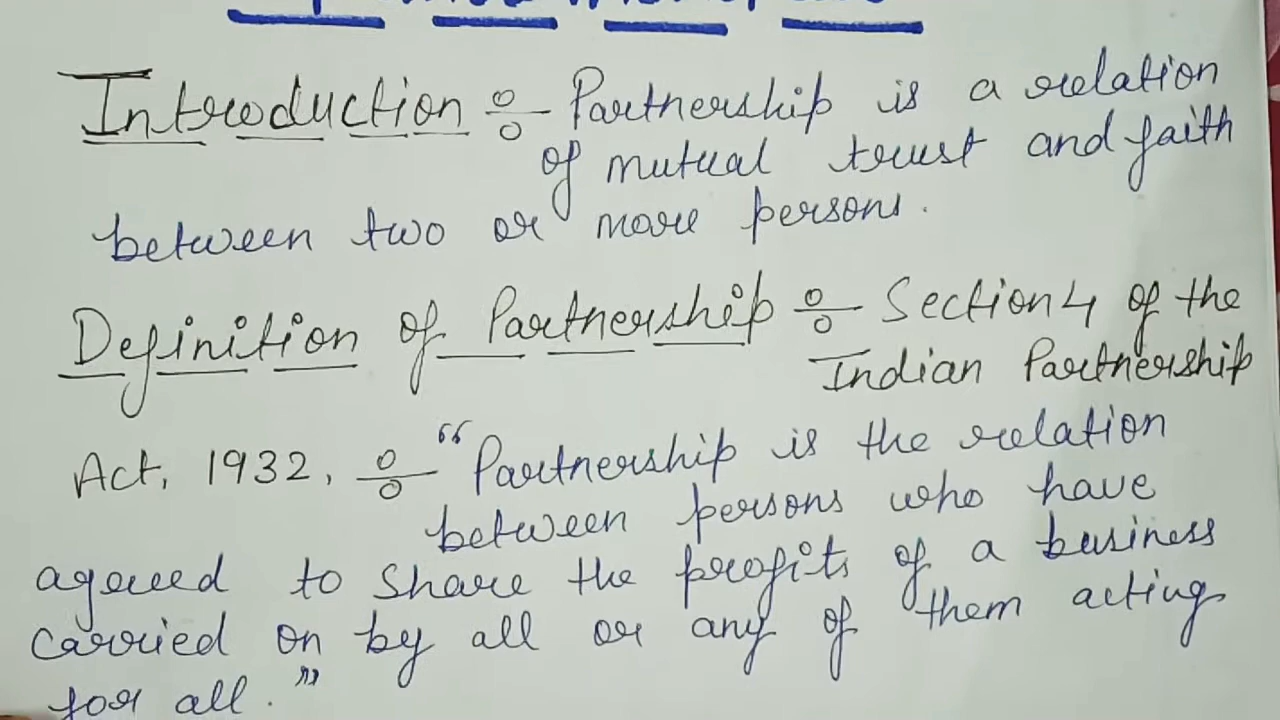 Introduction :- Partnership is a relation
of mutual trust and faith
between two or more persons.
Definition of Partnership :- Section 4 of the
Indian Partnership
Act, 1932, :- "Partnership is the relation
between persons who have
agreed to share the profits of a business
carried on by all or any of them acting
for all."